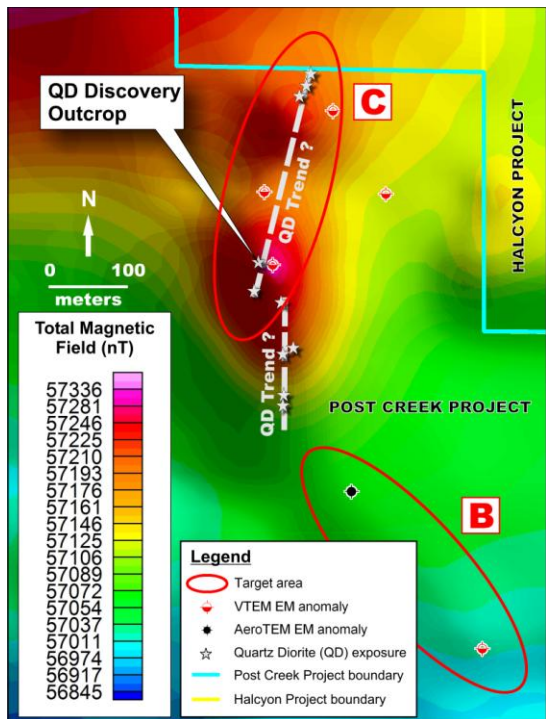 QD Discovery
Outcrop
C
HALCYON PROJECT
QD Trend ?
N
0 100
meters
QD Trend ?
Total Magnetic
Field (nT)
57336
57281
57246
57225
57210
57193
57176
57161
57146
57125
57106
57089
57072
57054
57037
57011
56974
56917
56845
POST CREEK PROJECT
B
Legend
Target area
VTEM EM anomaly
AeroTEM EM anomaly
Quartz Diorite (QD) exposure
Post Creek Project boundary
Halcyon Project boundary